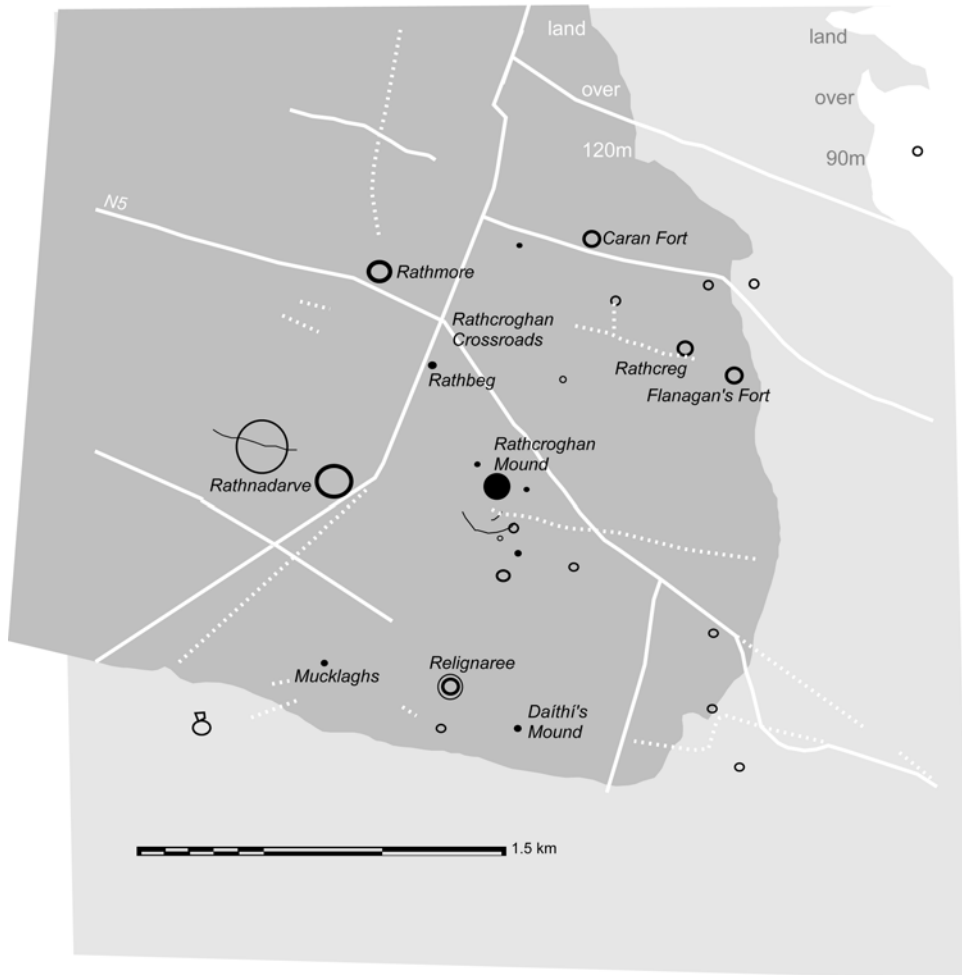 land
over
120m
land
over
90m
N5
Caran Fort
Rathmore
Rathcroghan
Crossroads
Rathbeg
Rathcreg
Flanagan's Fort
Rathcroghan
Mound
Rathnadarve
Mucklaghs
Relignaree
Daithí's
Mound
1.5 km